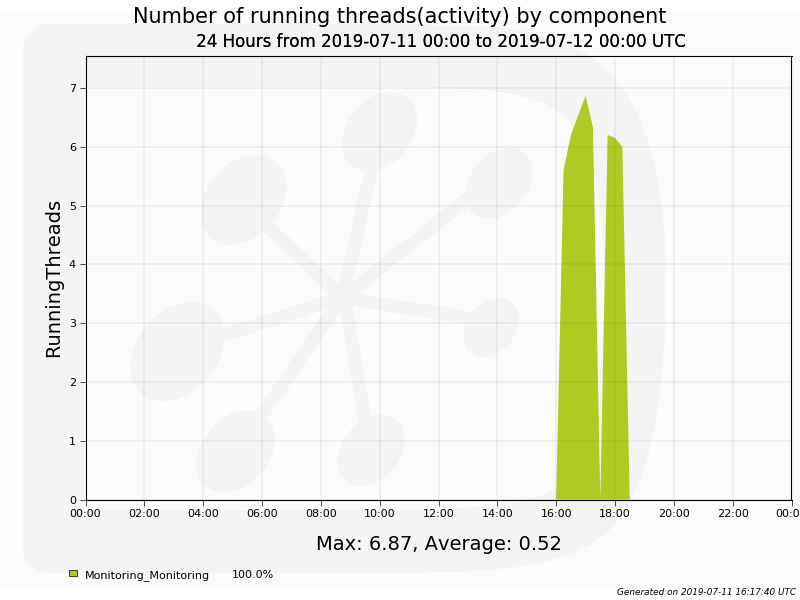 Number of running threads(activity) by component
24 Hours from 2019-07-11 00:00 to 2019-07-12 00:00 UTC
RunningThreads
7
6
5
4
3
2
1
0
00:00 02:00 04:00 06:00 08:00 10:00 12:00 14:00 16:00 18:00 20:00 22:00 00:0
Max: 6.87, Average: 0.52
Monitoring_Monitoring 100.0%
Generated on 2019-07-11 16:17:40 UTC